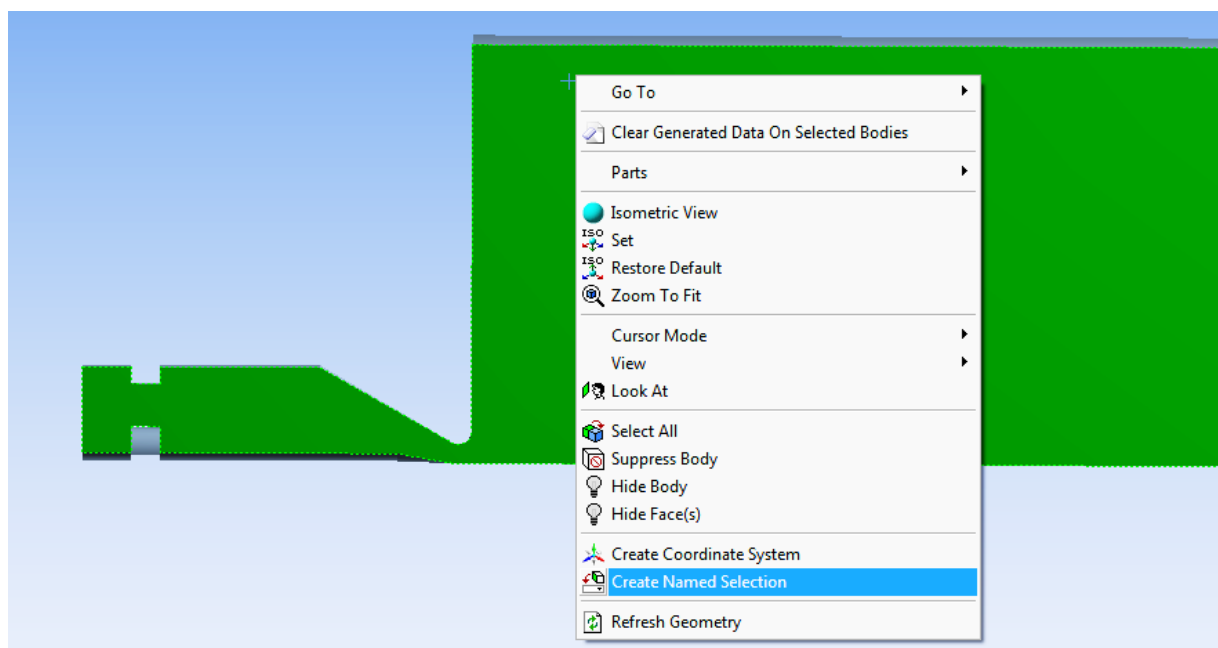 Go To
Clear Generated Data On Selected Bodies
Parts
Isometric View
ISO
Set
ISO
Restore Default
Zoom To Fit
Cursor Mode
View
Look At
Select All
Suppress Body
Hide Body
Hide Face(s)
Create Coordinate System
Create Named Selection
Refresh Geometry